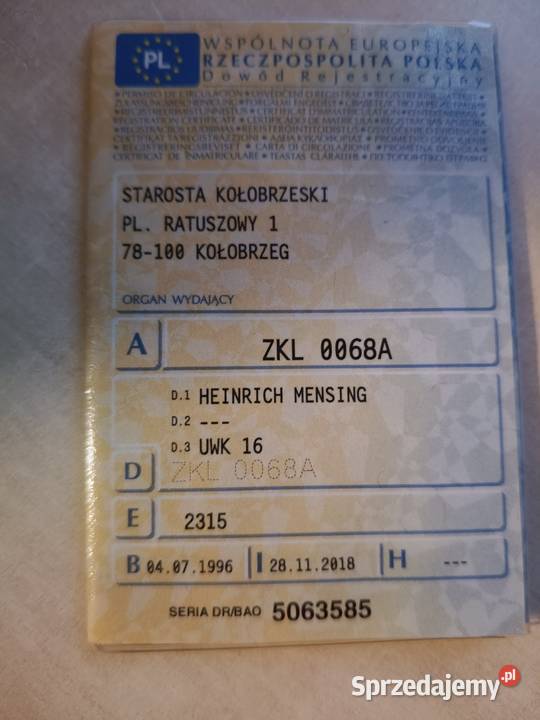 PL
WSPÓLNOTA EUROPEJSKA
RZECZPOSPOLITA POLSKA
Dowód Rejestracyjny
STAROSTA KOŁOBRZESKI
PL. RATUSZOWY 1
78-100 KOŁOBRZEG
ORGAN WYDAJĄCY
A ZKL 0068A
D.1 HEINRICH MENSING
D.2 ---
D.3 UWK 16
D ZKL 0068A
E 2315
B 04.07.1996 I 28.11.2018 H ---
SERIA DR/BAO 5063585
Sprzedajemy.pl